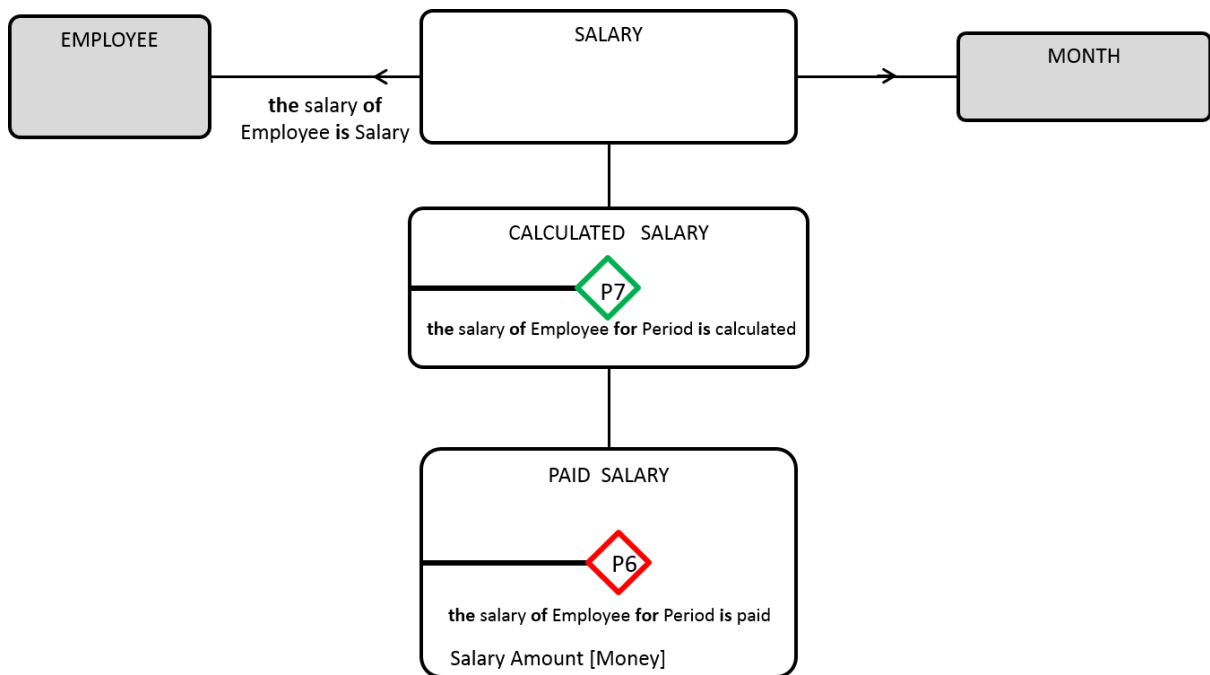 EMPLOYEE
SALARY
MONTH
the salary of
Employee is Salary
CALCULATED SALARY
P7
the salary of Employee for Period is calculated
PAID SALARY
P6
the salary of Employee for Period is paid
Salary Amount [Money]